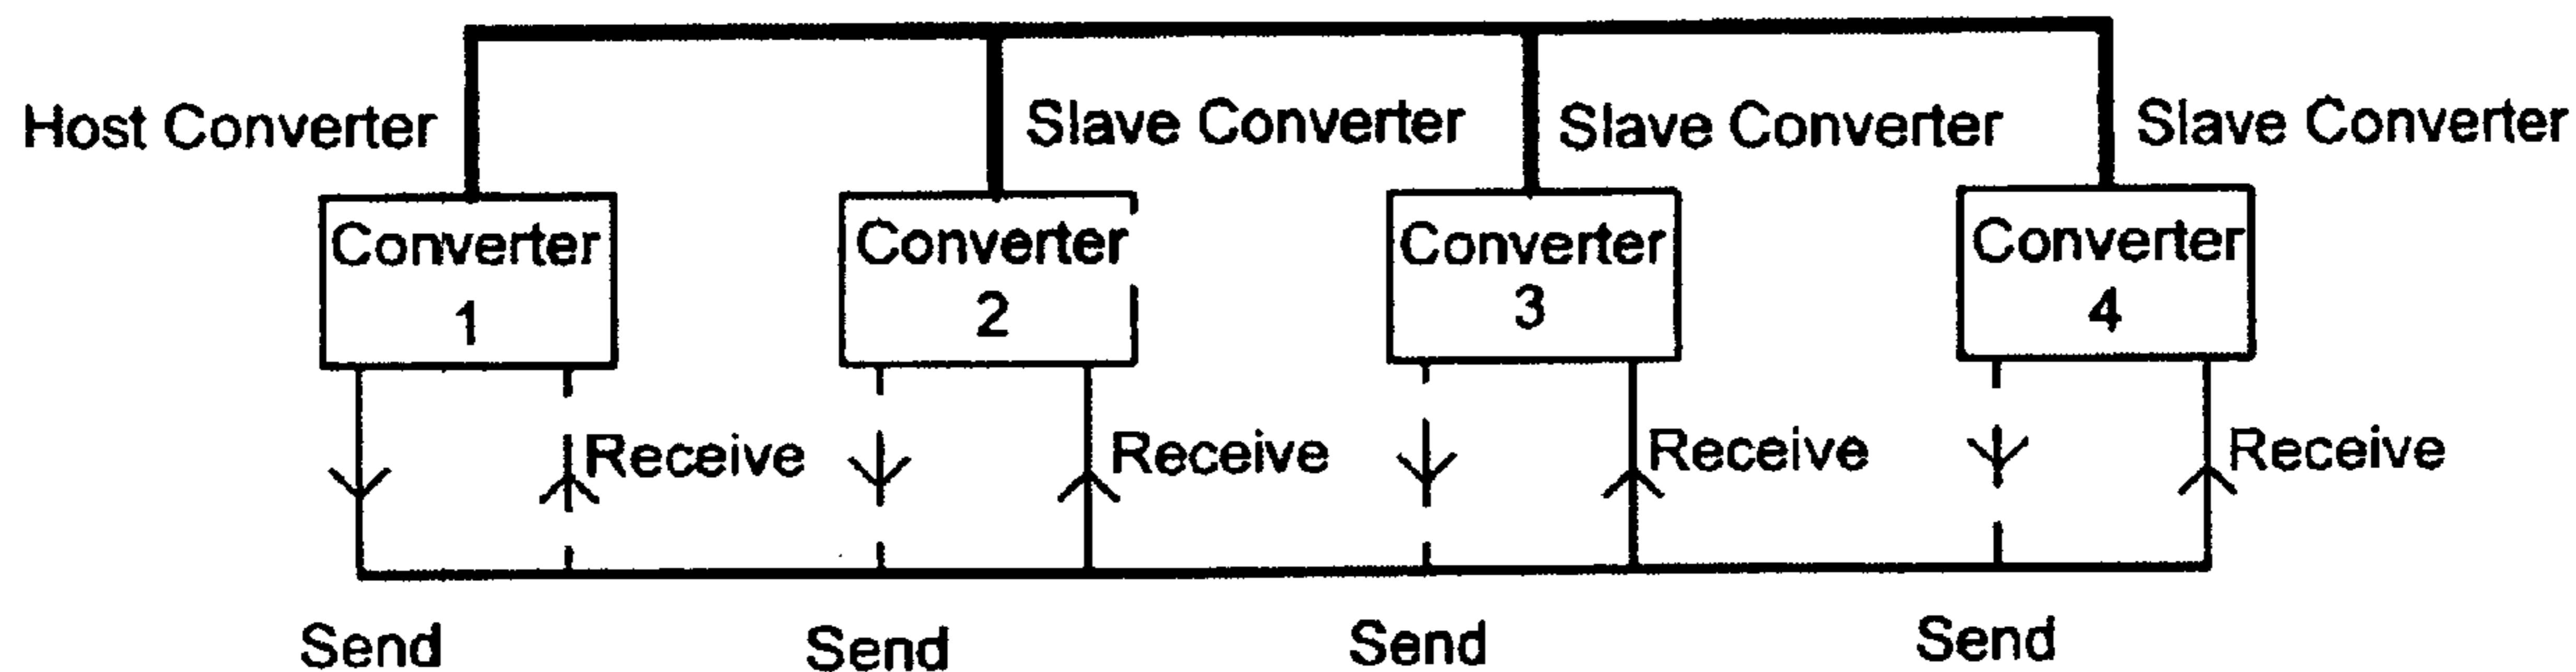 Host Converter
Slave Converter
Slave Converter
Slave Converter
Converter
1
Converter
2
Converter
3
Converter
4
Receive
Receive
Receive
Receive
Send
Send
Send
Send